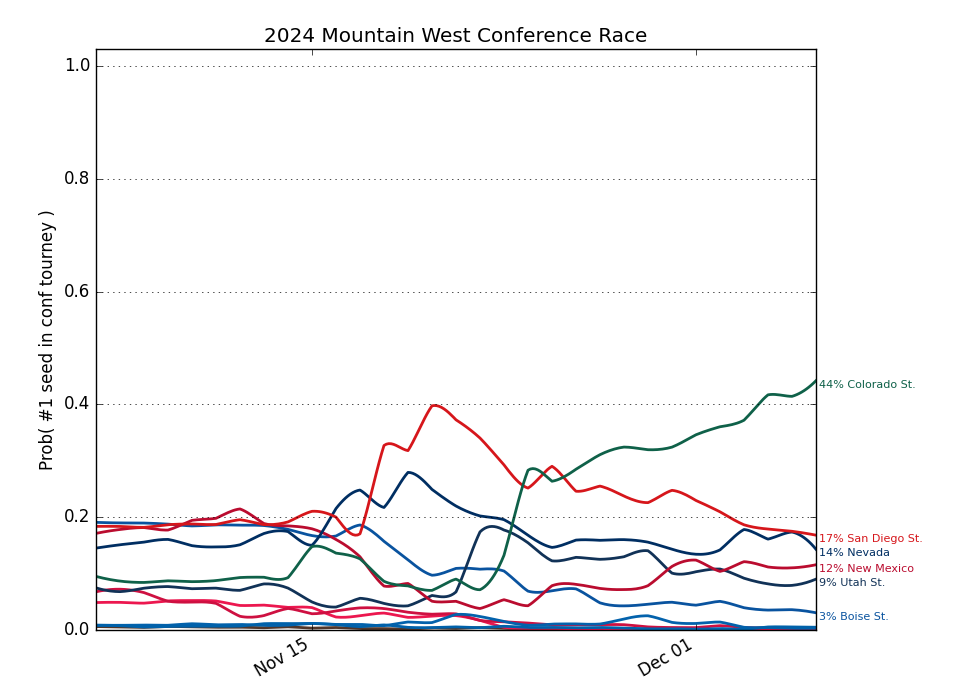 2024 Mountain West Conference Race
Prob( #1 seed in conf tourney )
1.0
0.8
0.6
0.4
0.2
0.0
Nov 15
Dec 01
44% Colorado St.
17% San Diego St.
14% Nevada
12% New Mexico
9% Utah St.
3% Boise St.